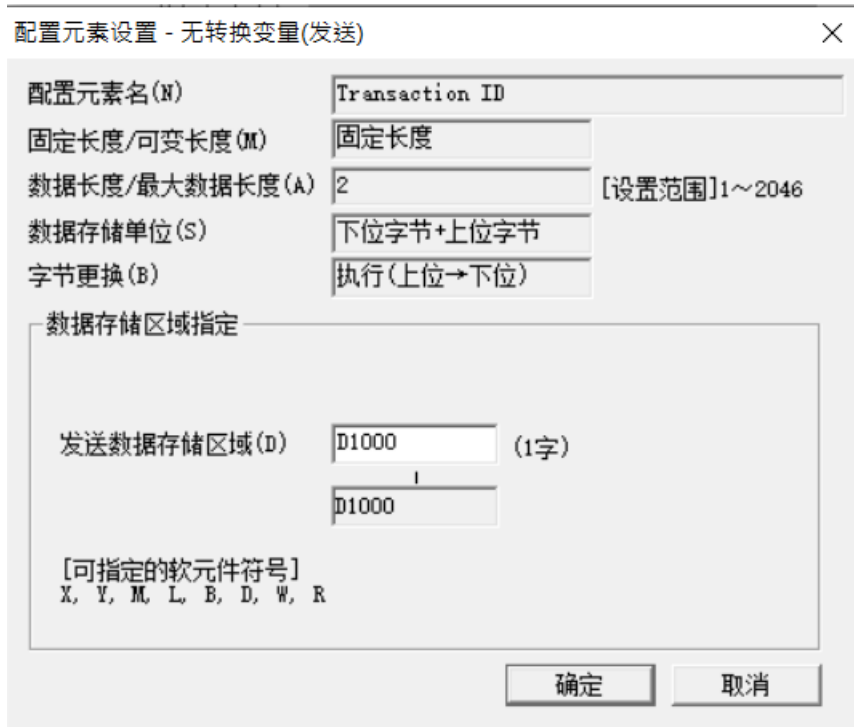 配置元素设置 - 无转换变量(发送)
配置元素名(N) Transaction ID
固定长度/可变长度(M) 固定长度
数据长度/最大数据长度(A) 2 [设置范围]1~2046
数据存储单位(S) 下位字节+上位字节
字节更换(B) 执行(上位→下位)
数据存储区域指定
发送数据存储区域(D) D1000 (1字)
D1000
[可指定的软元件符号]
X, Y, M, L, B, D, W, R
确定 取消